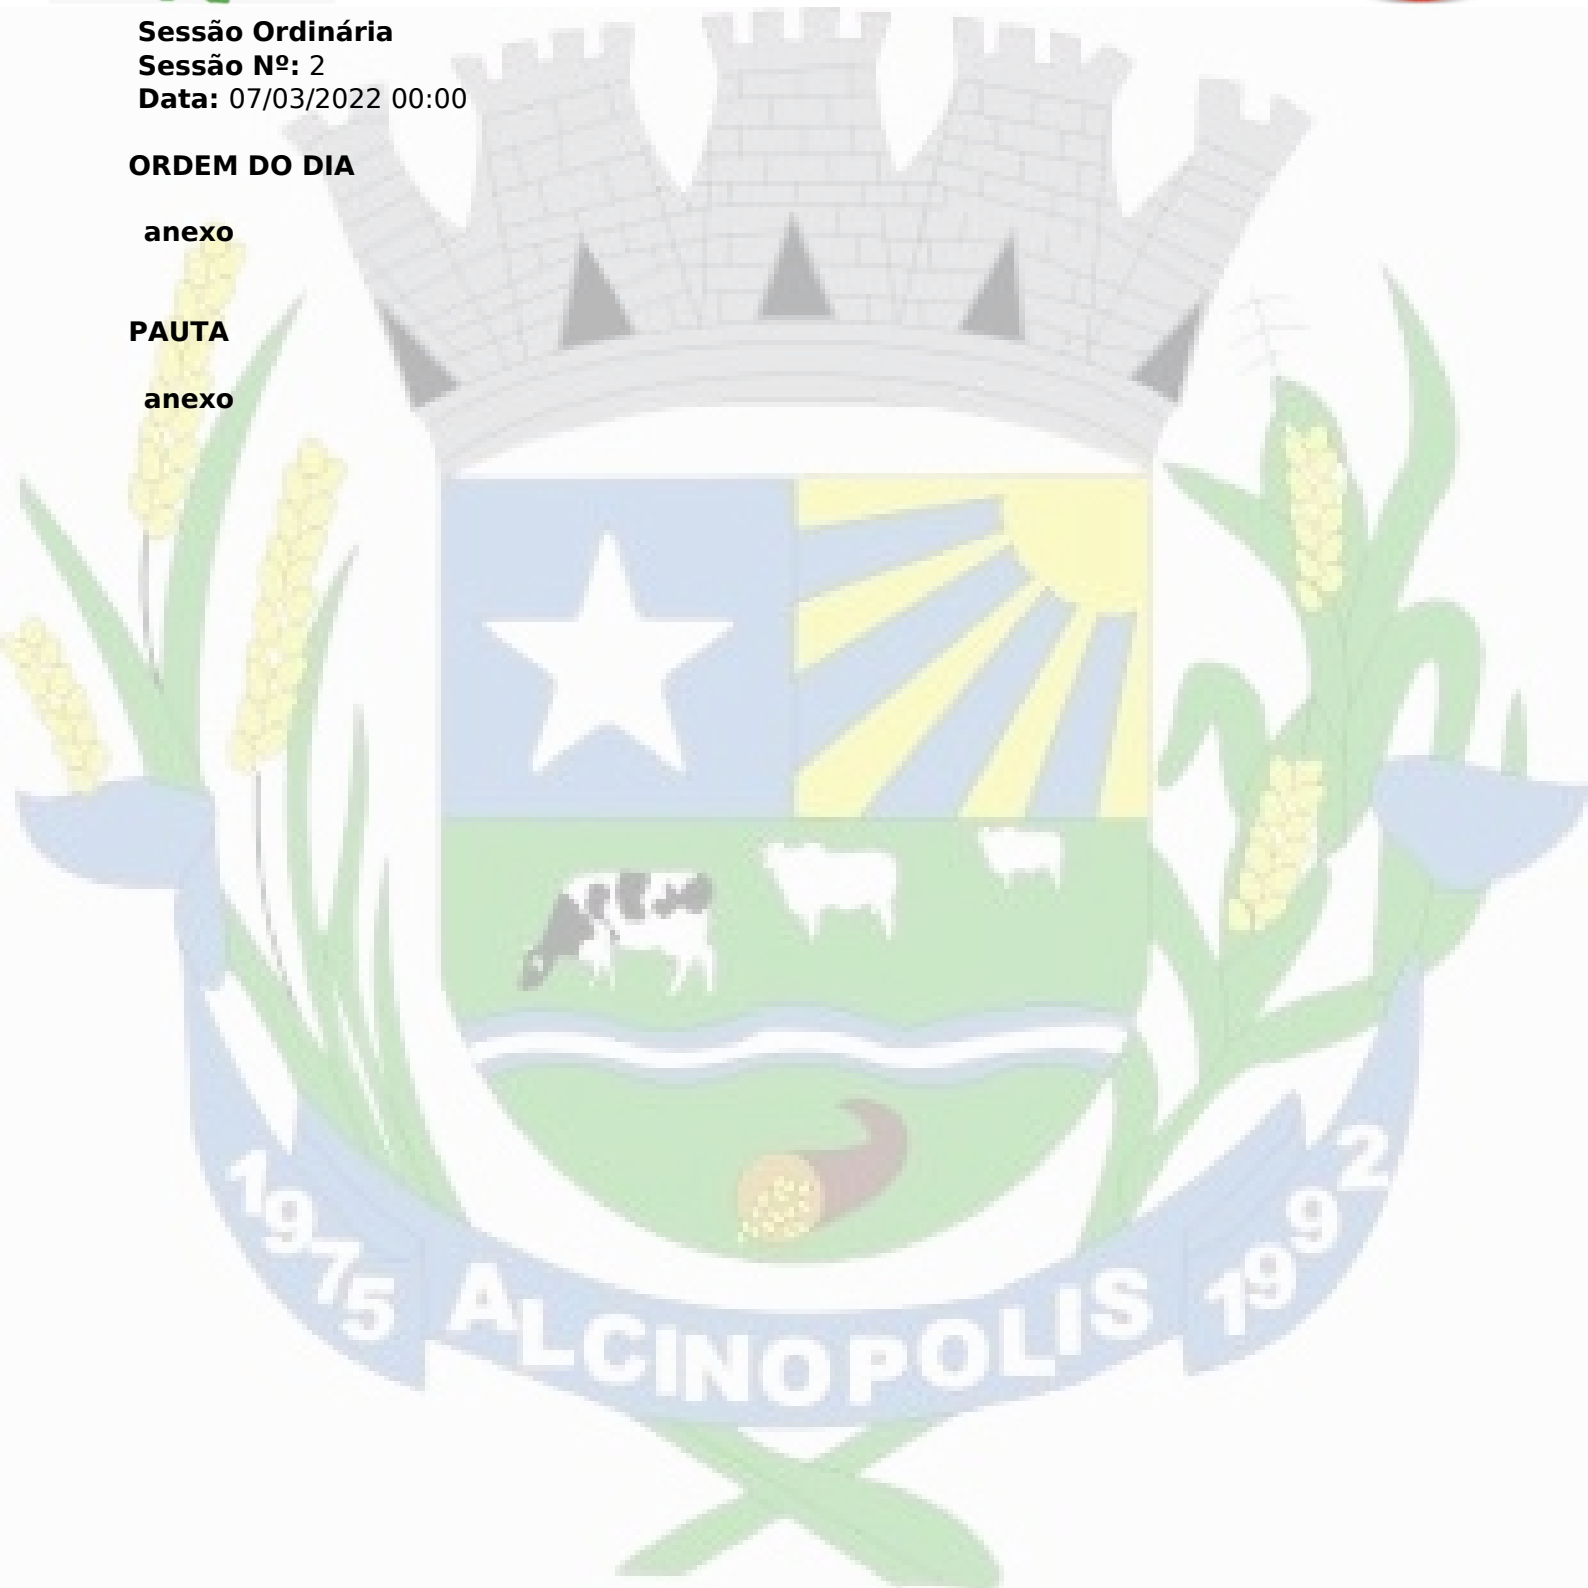 Sessão Ordinária
Sessão Nº: 2
Data: 07/03/2022 00:00
ORDEM DO DIA
anexo
PAUTA
anexo
1975 ALCINOPOLIS 1992